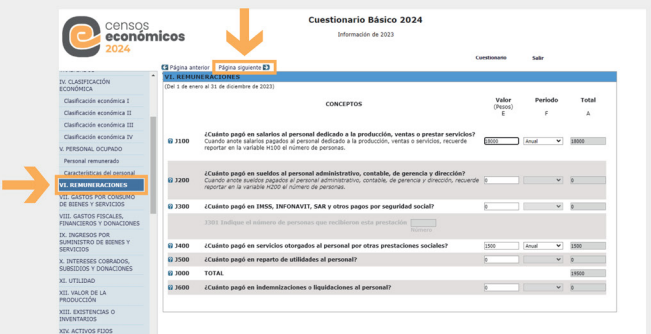 censos
económicos
2024
Cuestionario Básico 2024
Información de 2023
Cuestionario
Salir
Página anterior
Página siguiente
VI. REMUNERACIONES
(Del 1 de enero al 31 de diciembre de 2023)
CONCEPTOS
Valor
(Pesos)
E
Periodo
F
Total
A
IV. CLASIFICACIÓN
ECONÓMICA
Clasificación económica I
Clasificación económica II
Clasificación económica III
Clasificación económica IV
V. PERSONAL OCUPADO
Personal remunerado
Características del personal
VI. REMUNERACIONES
VII. GASTOS POR CONSUMO
DE BIENES Y SERVICIOS
VIII. GASTOS FISCALES,
FINANCIEROS Y DONACIONES
IX. INGRESOS POR
SUMINISTRO DE BIENES Y
SERVICIOS
X. INTERESES COBRADOS,
SUBSIDIOS Y DONACIONES
XI. UTILIDAD
XII. VALOR DE LA
PRODUCCIÓN
XIII. EXISTENCIAS O
INVENTARIOS
XIV. ACTIVOS FIJOS
J100
¿Cuánto pagó en salarios al personal dedicado a la producción, ventas o prestar servicios?
Cuando anote salarios pagados al personal dedicado a la producción, ventas o servicios, recuerde
reportar en la variable H100 el número de personas.
18000
Anual
18000
J200
¿Cuánto pagó en sueldos al personal administrativo, contable, de gerencia y dirección?
Cuando anote sueldos pagados al personal administrativo, contable, de gerencia y dirección, recuerde
reportar en la variable H200 el número de personas.
0
0
J300
¿Cuánto pagó en IMSS, INFONAVIT, SAR y otros pagos por seguridad social?
0
0
J301 Indique el número de personas que recibieron esta prestación
Número
J400
¿Cuánto pagó en servicios otorgados al personal por otras prestaciones sociales?
1500
Anual
1500
J500
¿Cuánto pagó en reparto de utilidades al personal?
0
0
J000
TOTAL
19500
J600
¿Cuánto pagó en indemnizaciones o liquidaciones al personal?
0
0